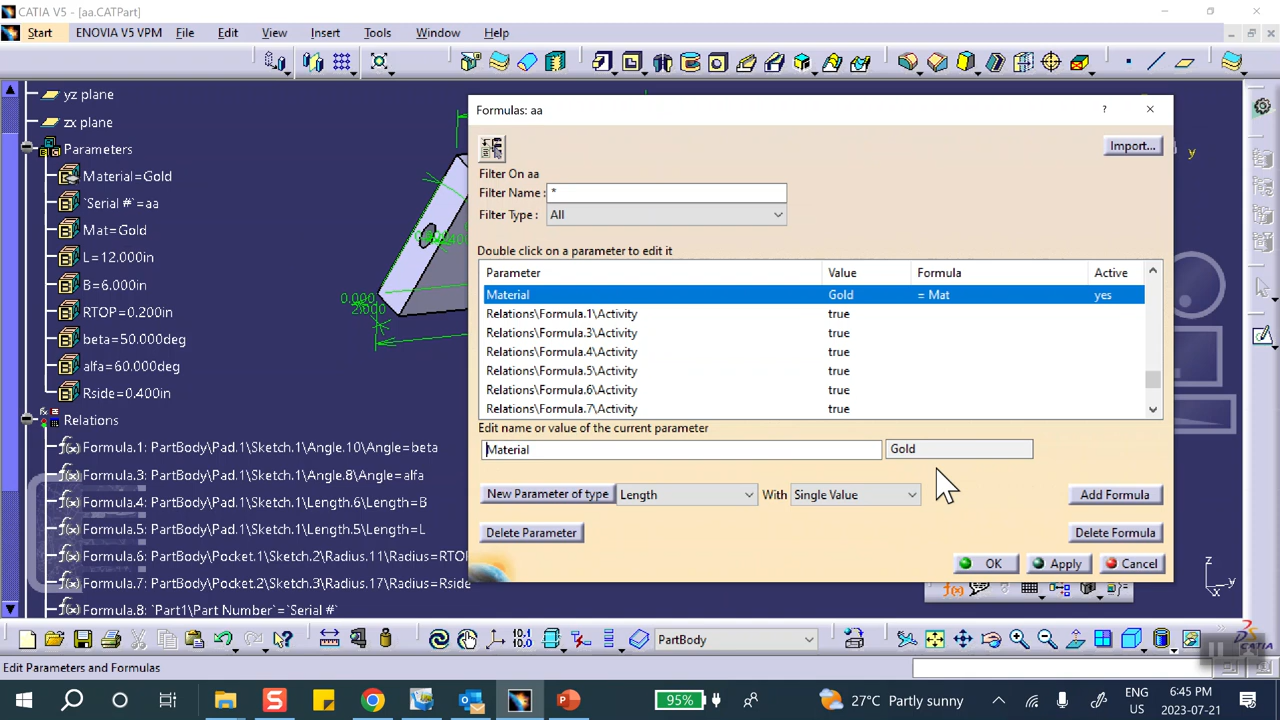 CATIA V5 - [aa.CATPart]
Start ENOVIA V5 VPM File Edit View Insert Tools Window Help
yz plane
zx plane
Parameters
Material=Gold
`Serial #`=aa
Mat=Gold
L=12.000in
B=6.000in
RTOP=0.200in
beta=50.000deg
alfa=60.000deg
Rside=0.400in
Relations
Formula.1: PartBody\Pad.1\Sketch.1\Angle.10\Angle=beta
Formula.3: PartBody\Pad.1\Sketch.1\Angle.8\Angle=alfa
Formula.4: PartBody\Pad.1\Sketch.1\Length.6\Length=B
Formula.5: PartBody\Pad.1\Sketch.1\Length.5\Length=L
Formula.6: PartBody\Pocket.1\Sketch.2\Radius.11\Radius=RTOP
Formula.7: PartBody\Pocket.2\Sketch.3\Radius.17\Radius=Rside
Formula.8: `Part1\Part Number`=`Serial #`
0.000
2.000
Formulas: aa
?
Import...
Filter On aa
Filter Name : *
Filter Type : All
Double click on a parameter to edit it
Parameter Value Formula Active
Material Gold = Mat yes
Relations\Formula.1\Activity true
Relations\Formula.3\Activity true
Relations\Formula.4\Activity true
Relations\Formula.5\Activity true
Relations\Formula.6\Activity true
Relations\Formula.7\Activity true
Edit name or value of the current parameter
Material Gold
New Parameter of type Length With Single Value Add Formula
Delete Parameter Delete Formula
OK Apply Cancel
y
z
y
x
f(x)
10.1
10.01
PartBody
CATIA
Edit Parameters and Formulas
95%
27°C Partly sunny
ENG
US
6:45 PM
2023-07-21